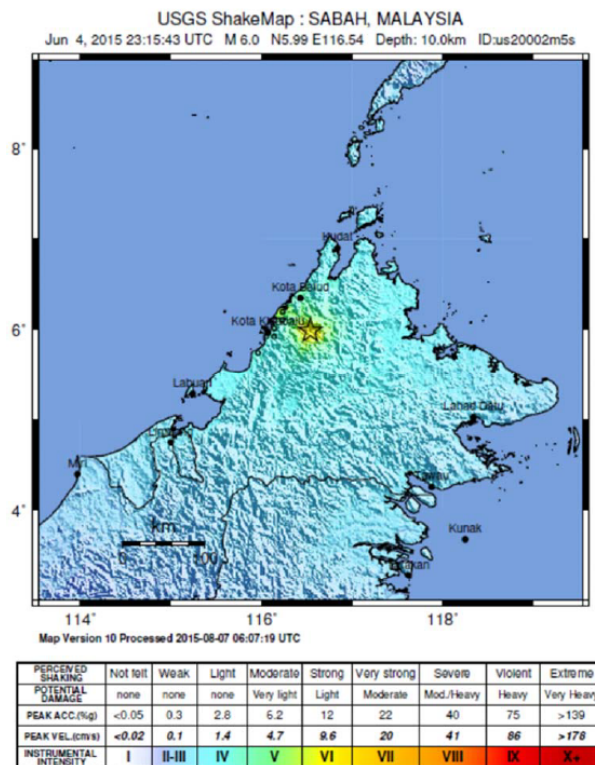 USGS ShakeMap : SABAH, MALAYSIA
Jun 4, 2015 23:15:43 UTC M 6.0 N5.99 E116.54 Depth: 10.0km ID:us20002m5s
8°
Kudat
Kota Belud
6°
Labuan
Lahad Datu
Miri
Tawau
4°
Kunak
km
0 100
Tarakan
114° 116° 118°
Map Version 10 Processed 2015-08-07 06:07:19 UTC
PERCEIVED SHAKING Not felt Weak Light Moderate Strong Very strong Severe Violent Extreme
POTENTIAL DAMAGE none none none Very light Light Moderate Mod./Heavy Heavy Very Heavy
PEAK ACC.(%g) <0.05 0.3 2.8 6.2 12 22 40 75 >139
PEAK VEL.(cm/s) <0.02 0.1 1.4 4.7 9.6 20 41 86 >178
INSTRUMENTAL INTENSITY I II-III IV V VI VII VIII IX X+